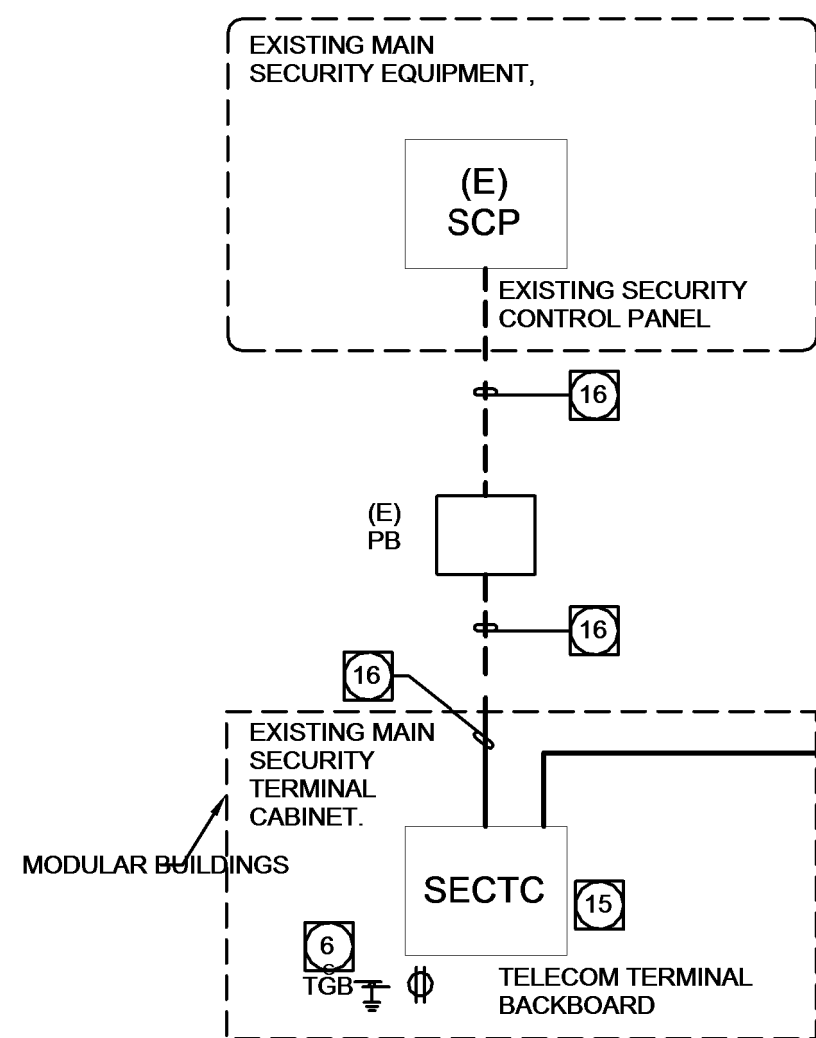 EXISTING MAIN
SECURITY EQUIPMENT,
(E)
SCP
EXISTING SECURITY
CONTROL PANEL
16
(E)
PB
16
16
EXISTING MAIN
SECURITY
TERMINAL
CABINET.
MODULAR BUILDINGS
SECTC
15
6
TGB
TELECOM TERMINAL
BACKBOARD